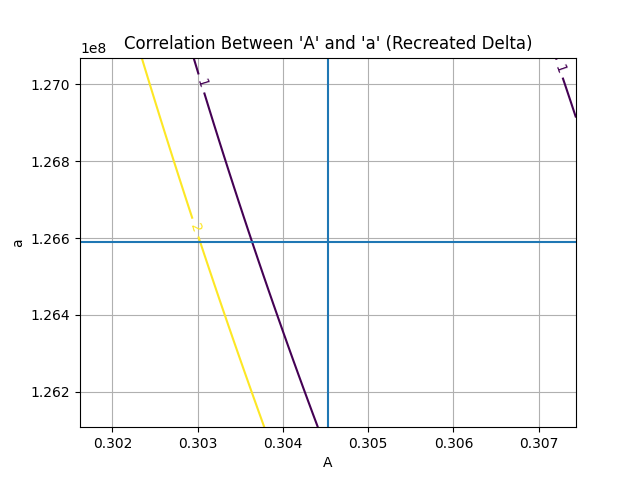 Correlation Between 'A' and 'a' (Recreated Delta)
1e8
1.270
1.268
1.266
1.264
1.262
a
1
1
2
0.302 0.303 0.304 0.305 0.306 0.307
A